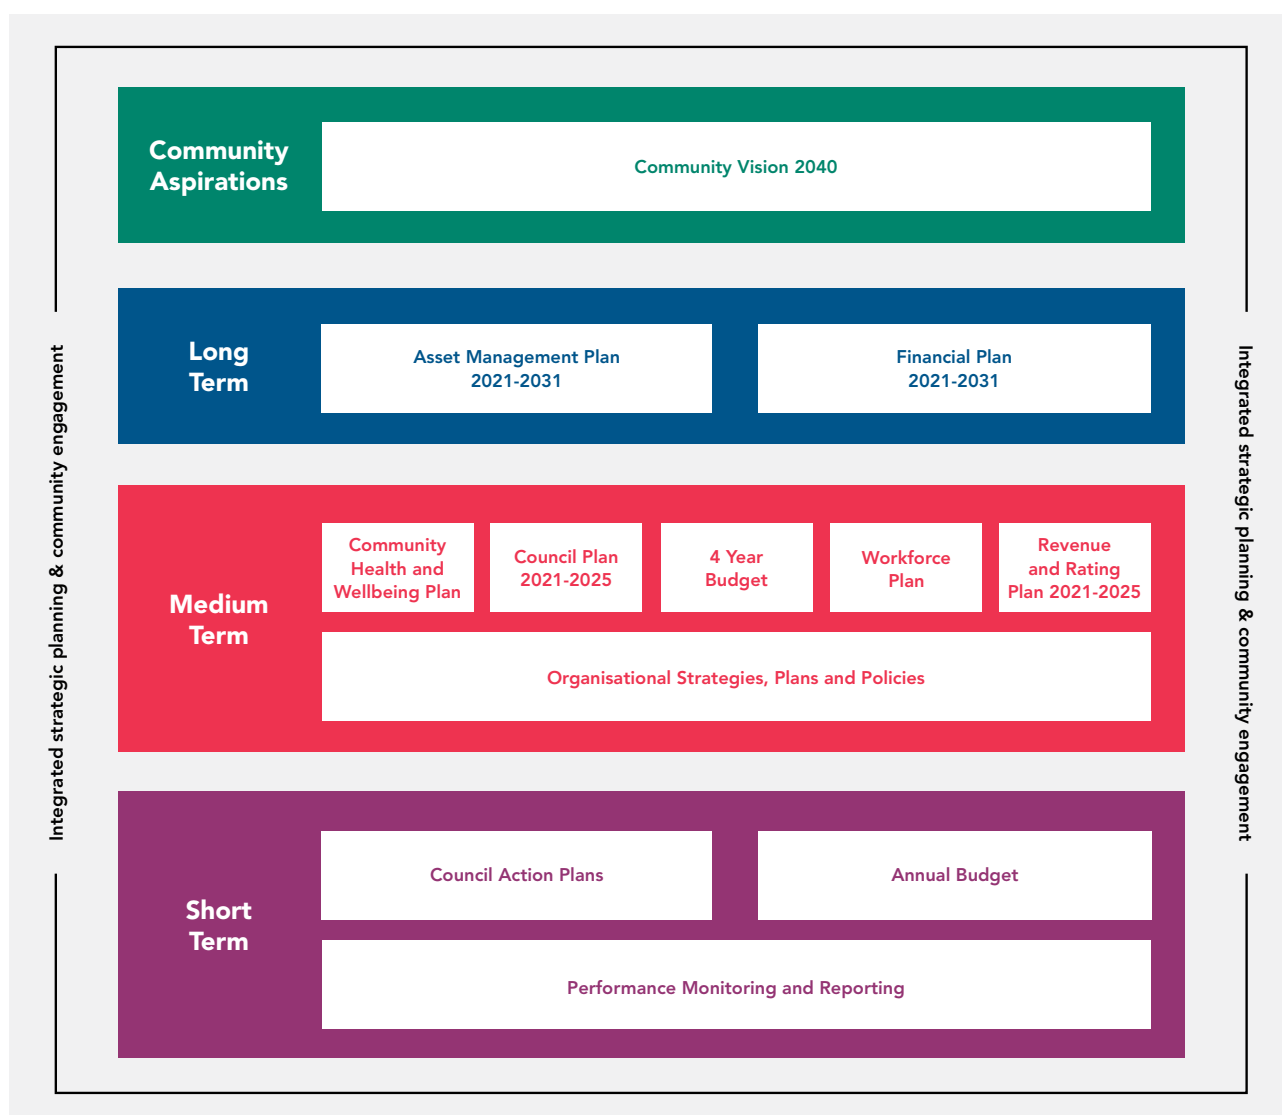 Community
Aspirations
Community Vision 2040
Long
Term
Asset Management Plan
2021-2031
Financial Plan
2021-2031
Medium
Term
Community
Health and
Wellbeing Plan
Council Plan
2021-2025
4 Year
Budget
Workforce
Plan
Revenue
and Rating
Plan 2021-2025
Organisational Strategies, Plans and Policies
Short
Term
Council Action Plans
Annual Budget
Performance Monitoring and Reporting
Integrated strategic planning & community engagement
Integrated strategic planning & community engagement